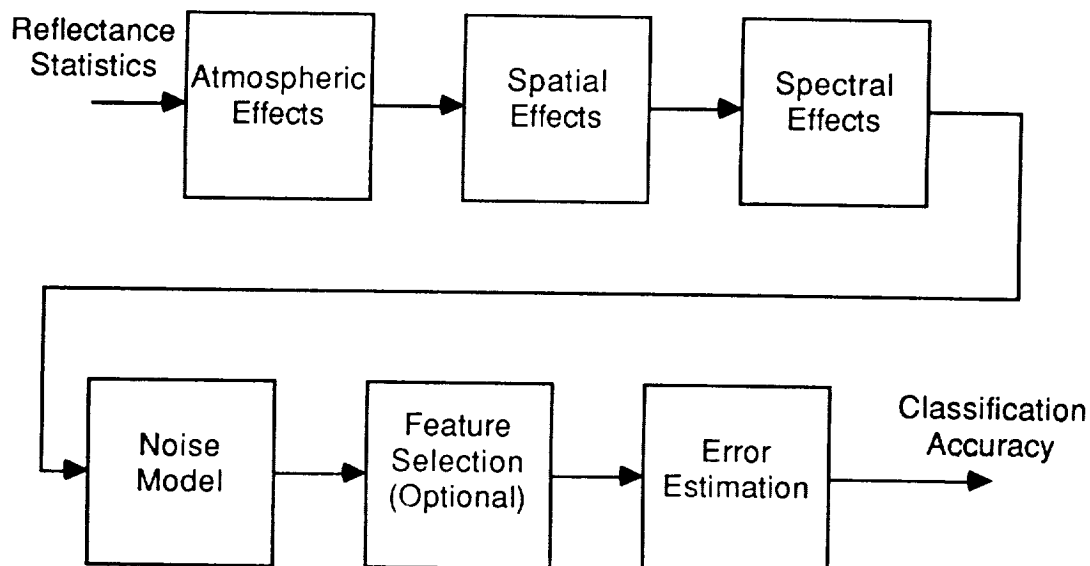 Reflectance
Statistics
Atmospheric
Effects
Spatial
Effects
Spectral
Effects
Noise
Model
Feature
Selection
(Optional)
Error
Estimation
Classification
Accuracy